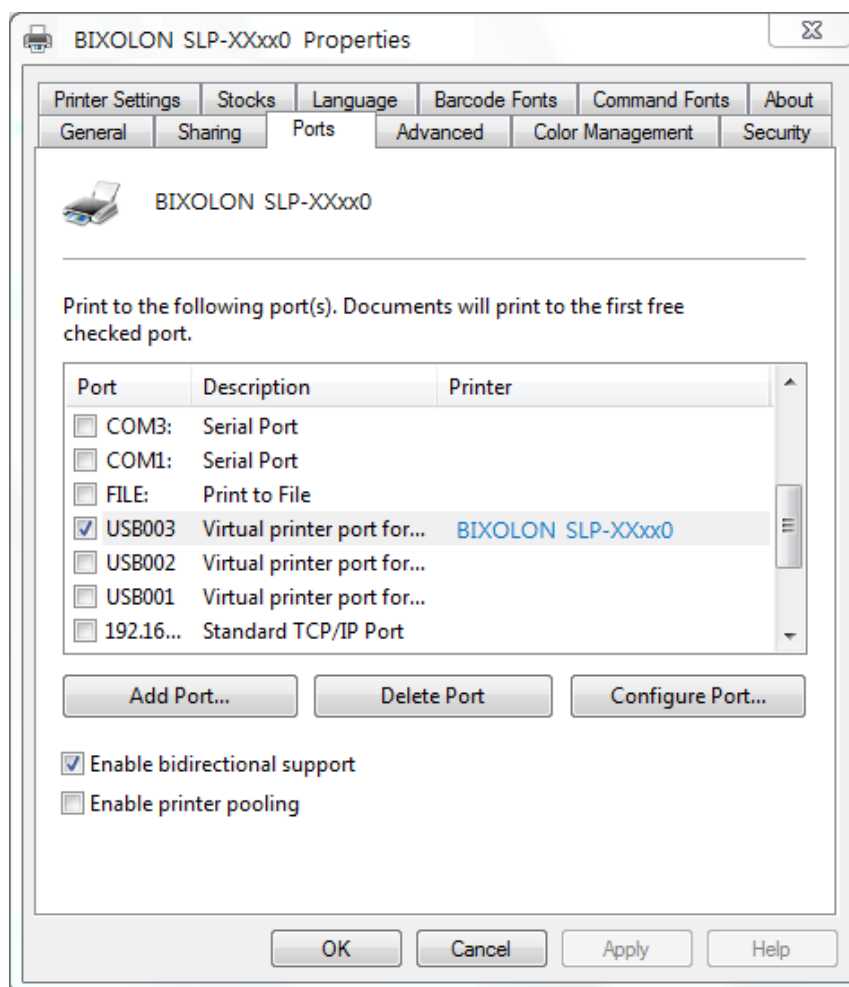 BIXOLON SLP-XXxx0 Properties
Printer Settings Stocks Language Barcode Fonts Command Fonts About
General Sharing Ports Advanced Color Management Security
BIXOLON SLP-XXxx0
Print to the following port(s). Documents will print to the first free
checked port.
Port Description Printer
COM3: Serial Port
COM1: Serial Port
FILE: Print to File
USB003 Virtual printer port for... BIXOLON SLP-XXxx0
USB002 Virtual printer port for...
USB001 Virtual printer port for...
192.16... Standard TCP/IP Port
Add Port... Delete Port Configure Port...
Enable bidirectional support
Enable printer pooling
OK Cancel Apply Help